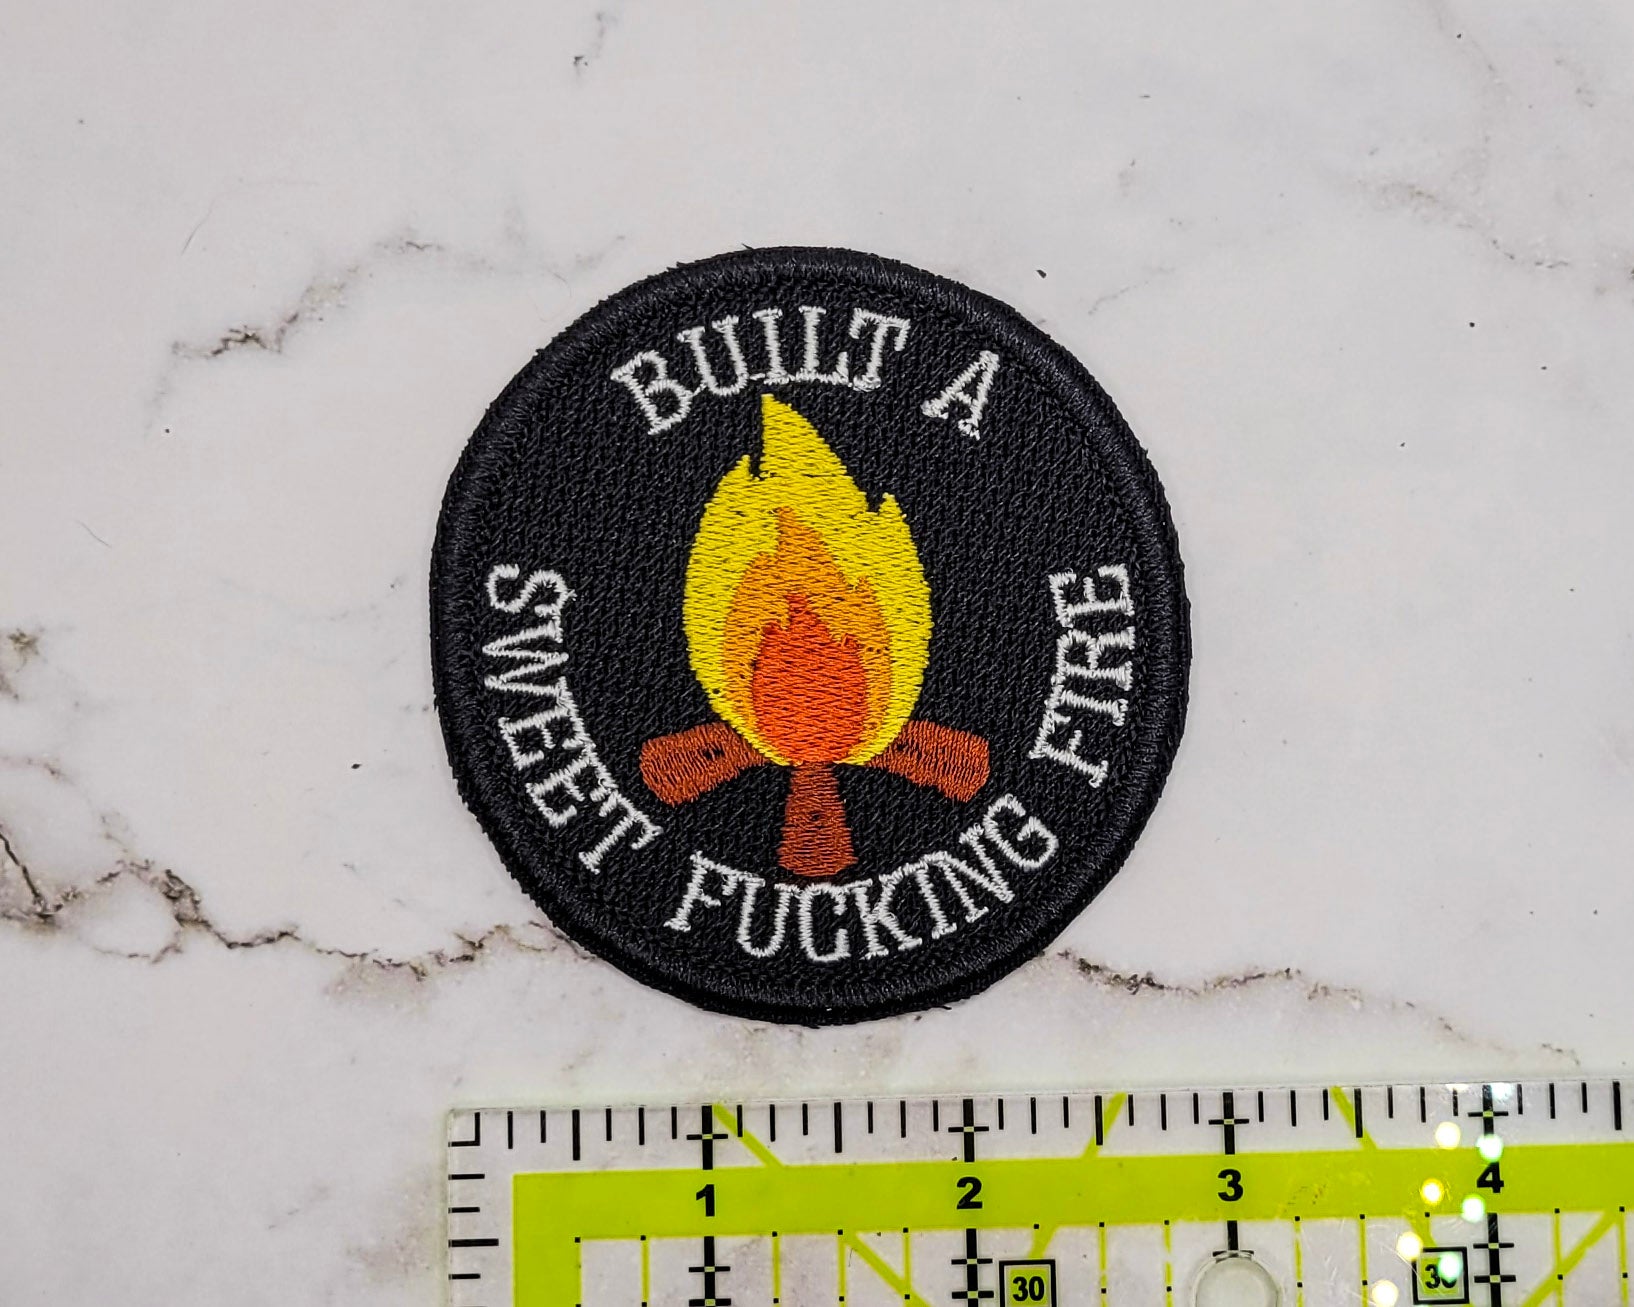 BUILT A
SWEET FUCKING FIRE
1 2 3 4
30 30